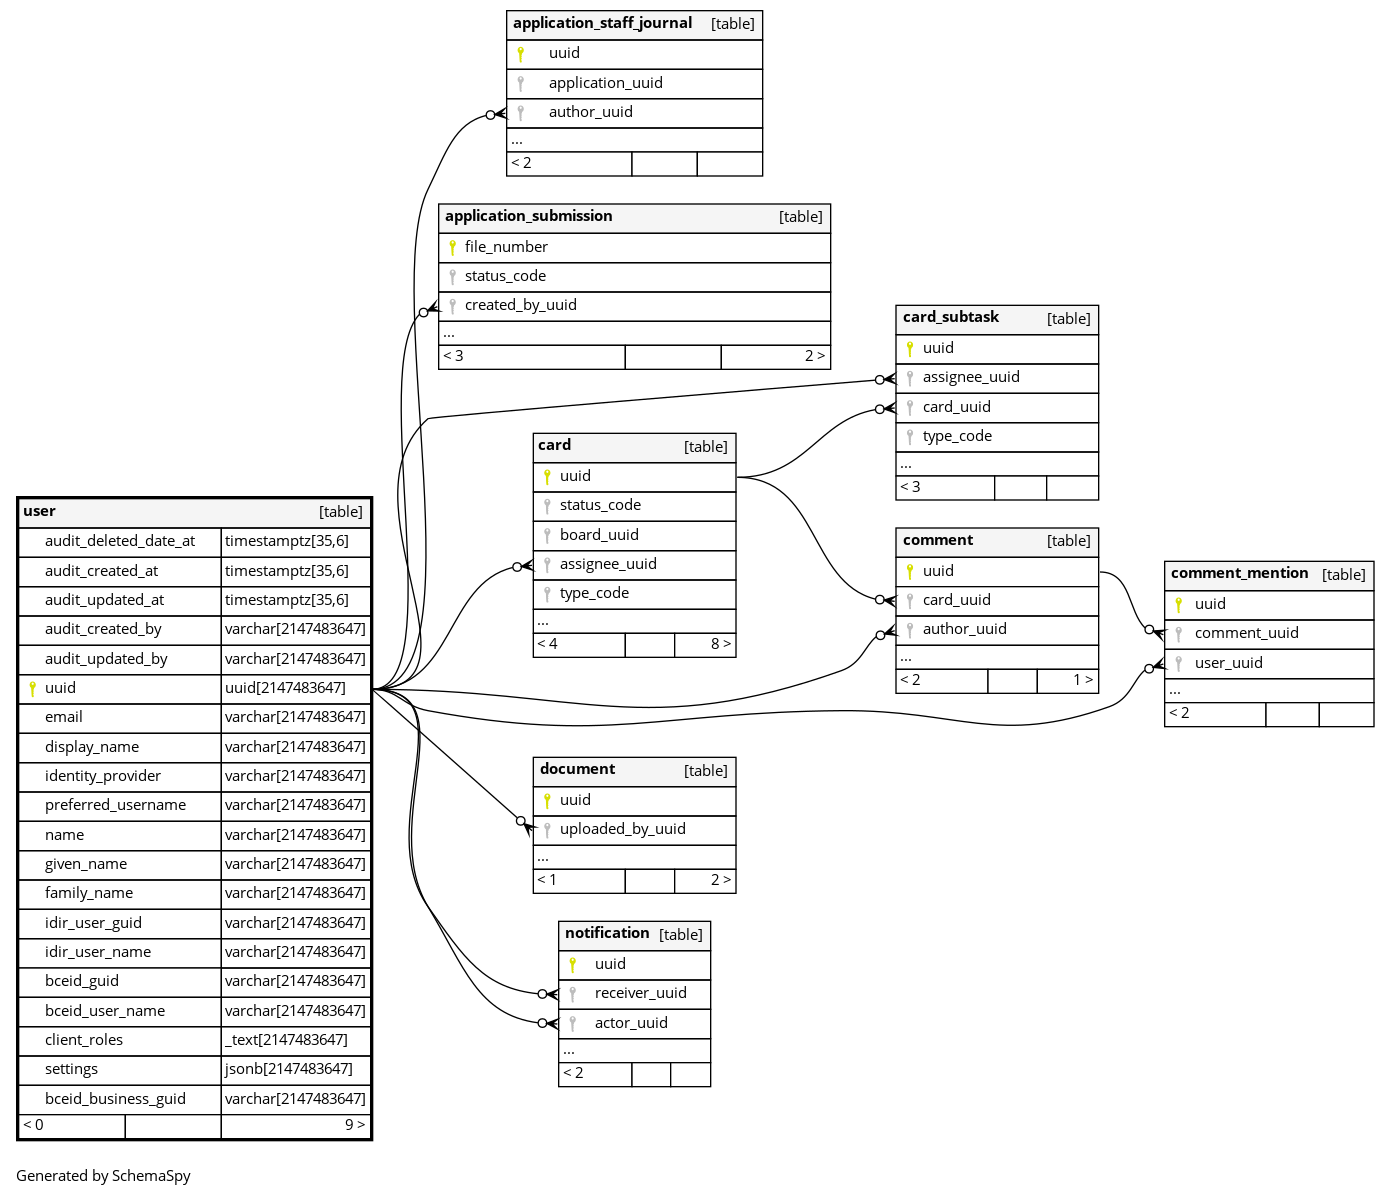 application_staff_journal [table]
uuid
application_uuid
author_uuid
...
< 2
application_submission [table]
file_number
status_code
created_by_uuid
...
< 3 2 >
card_subtask [table]
uuid
assignee_uuid
card_uuid
type_code
...
< 3
card [table]
uuid
status_code
board_uuid
assignee_uuid
type_code
...
< 4 8 >
user [table]
audit_deleted_date_at timestamptz[35,6]
audit_created_at timestamptz[35,6]
audit_updated_at timestamptz[35,6]
audit_created_by varchar[2147483647]
audit_updated_by varchar[2147483647]
uuid uuid[2147483647]
email varchar[2147483647]
display_name varchar[2147483647]
identity_provider varchar[2147483647]
preferred_username varchar[2147483647]
name varchar[2147483647]
given_name varchar[2147483647]
family_name varchar[2147483647]
idir_user_guid varchar[2147483647]
idir_user_name varchar[2147483647]
bceid_guid varchar[2147483647]
bceid_user_name varchar[2147483647]
client_roles _text[2147483647]
settings jsonb[2147483647]
bceid_business_guid varchar[2147483647]
< 0 9 >
comment [table]
uuid
card_uuid
author_uuid
...
< 2 1 >
comment_mention [table]
uuid
comment_uuid
user_uuid
...
< 2
document [table]
uuid
uploaded_by_uuid
...
< 1 2 >
notification [table]
uuid
receiver_uuid
actor_uuid
...
< 2
Generated by SchemaSpy